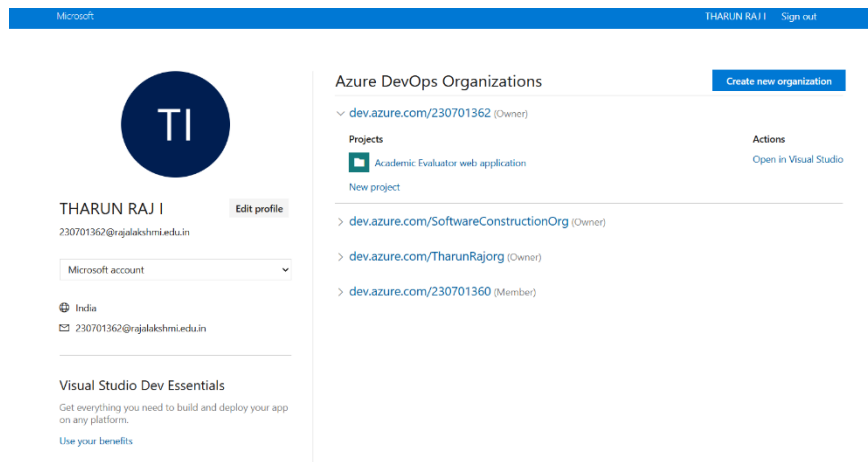 Microsoft
THARUN RAJ I Sign out
TI
THARUN RAJ I
Edit profile
230701362@rajalakshmi.edu.in
Microsoft account
India
230701362@rajalakshmi.edu.in
Visual Studio Dev Essentials
Get everything you need to build and deploy your app
on any platform.
Use your benefits
Azure DevOps Organizations
Create new organization
dev.azure.com/230701362 (Owner)
Projects
Actions
Academic Evaluator web application
Open in Visual Studio
New project
dev.azure.com/SoftwareConstructionOrg (Owner)
dev.azure.com/TharunRajorg (Owner)
dev.azure.com/230701360 (Member)